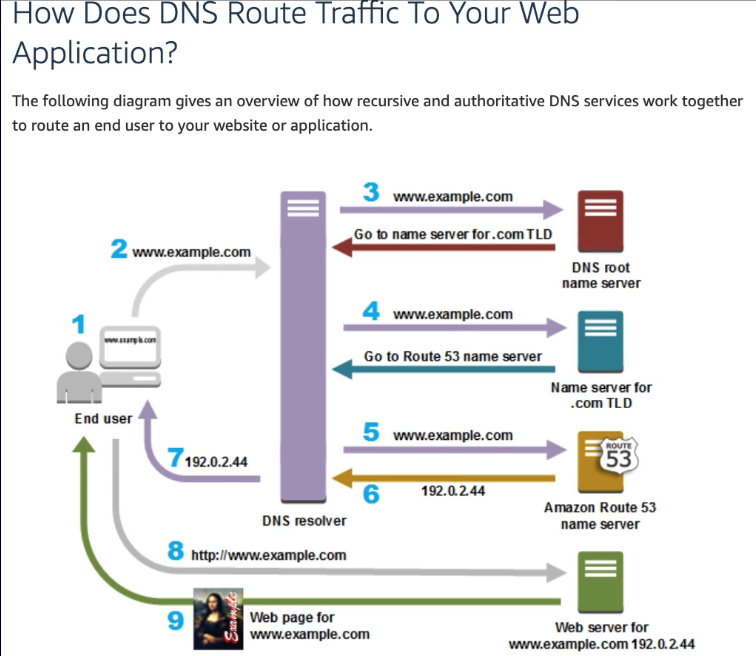 How Does DNS Route Traffic To Your Web
Application?
The following diagram gives an overview of how recursive and authoritative DNS services work together
to route an end user to your website or application.
3 www.example.com
Go to name server for .com TLD
DNS root
name server
2 www.example.com
1
www.example.com
End user
4 www.example.com
Go to Route 53 name server
Name server for
.com TLD
5 www.example.com
ROUTE
53
6 192.0.2.44
Amazon Route 53
name server
7 192.0.2.44
DNS resolver
8 http://www.example.com
9
Example
Web page for
www.example.com
Web server for
www.example.com 192.0.2.44